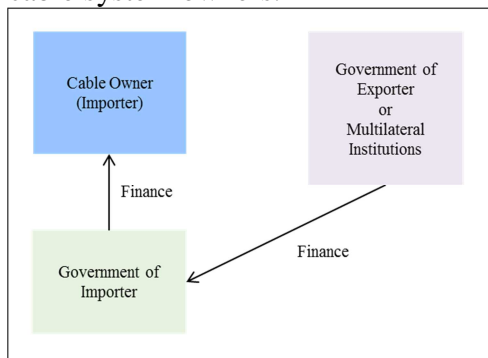 Cable Owner
(Importer)
Government of
Exporter
or
Multilateral
Institutions
Finance
Finance
Government of
Importer